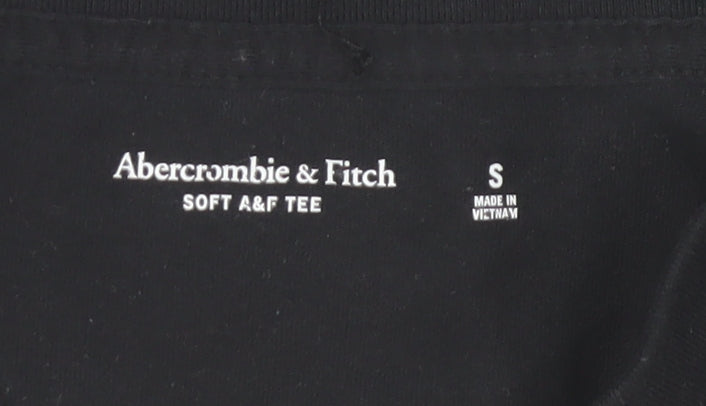 Abercrombie & Fitch
SOFT A&F TEE
S
MADE IN
VIETNAM